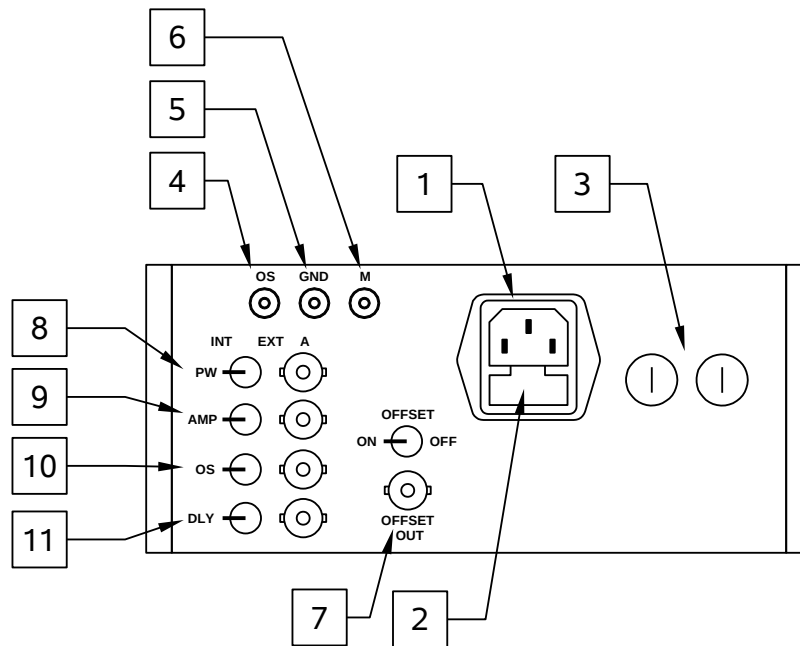 6
5
4
1
3
OS GND M
8
INT EXT A
PW
9
AMP
OFFSET
ON OFF
10
OS
11
DLY
OFFSET
OUT
7
2